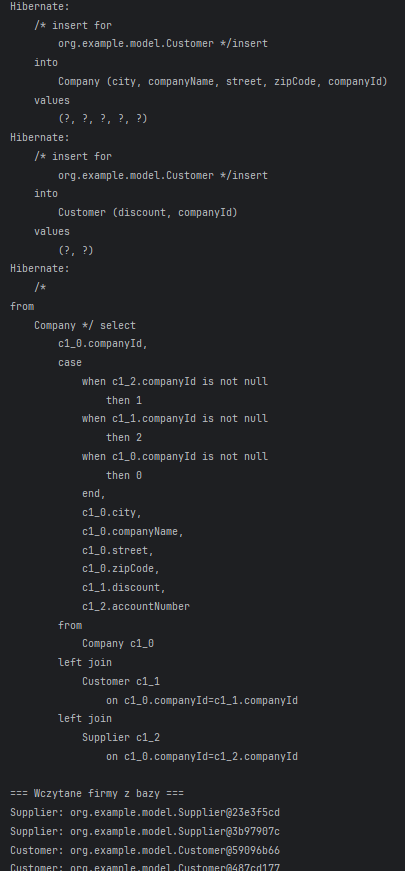 Hibernate:
    /* insert for
        org.example.model.Customer */insert
    into
        Company (city, companyName, street, zipCode, companyId)
    values
        (?, ?, ?, ?, ?)
Hibernate:
    /* insert for
        org.example.model.Customer */insert
    into
        Customer (discount, companyId)
    values
        (?, ?)
Hibernate:
    /*
from
    Company */ select
        c1_0.companyId,
        case
            when c1_2.companyId is not null
                then 1
            when c1_1.companyId is not null
                then 2
            when c1_0.companyId is not null
                then 0
            end,
            c1_0.city,
            c1_0.companyName,
            c1_0.street,
            c1_0.zipCode,
            c1_1.discount,
            c1_2.accountNumber
        from
            Company c1_0
        left join
            Customer c1_1
                on c1_0.companyId=c1_1.companyId
        left join
            Supplier c1_2
                on c1_0.companyId=c1_2.companyId
=== Wczytane firmy z bazy ===
Supplier: org.example.model.Supplier@23e3f5cd
Supplier: org.example.model.Supplier@3b97907c
Customer: org.example.model.Customer@59096b66
Customer: org.example.model.Customer@487cd177